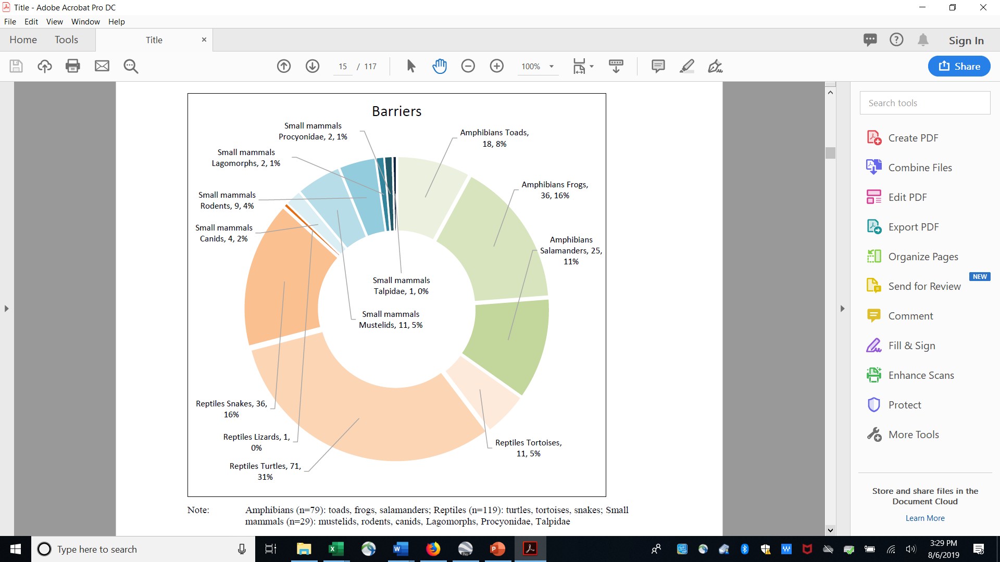 Title - Adobe Acrobat Pro DC
File Edit View Window Help
Home Tools Title × Sign In
15 / 117 100% Share
Barriers
Small mammals
Procyonidae, 2, 1%
Amphibians Toads,
18, 8%
Small mammals
Lagomorphs, 2, 1%
Amphibians Frogs,
36, 16%
Small mammals
Rodents, 9, 4%
Small mammals
Canids, 4, 2%
Amphibians
Salamanders, 25,
11%
Small mammals
Talpidae, 1, 0%
Small mammals
Mustelids, 11, 5%
Reptiles Snakes, 36,
16%
Reptiles Lizards, 1,
0%
Reptiles Tortoises,
11, 5%
Reptiles Turtles, 71,
31%
Note: Amphibians (n=79): toads, frogs, salamanders; Reptiles (n=119): turtles, tortoises, snakes; Small
mammals (n=29): mustelids, rodents, canids, Lagomorphs, Procyonidae, Talpidae
Search tools
Create PDF
Combine Files
Edit PDF
Export PDF
Organize Pages
NEW
Send for Review
Comment
Fill & Sign
Enhance Scans
Protect
More Tools
Store and share files in the
Document Cloud
Learn More
Type here to search
3:29 PM
8/6/2019